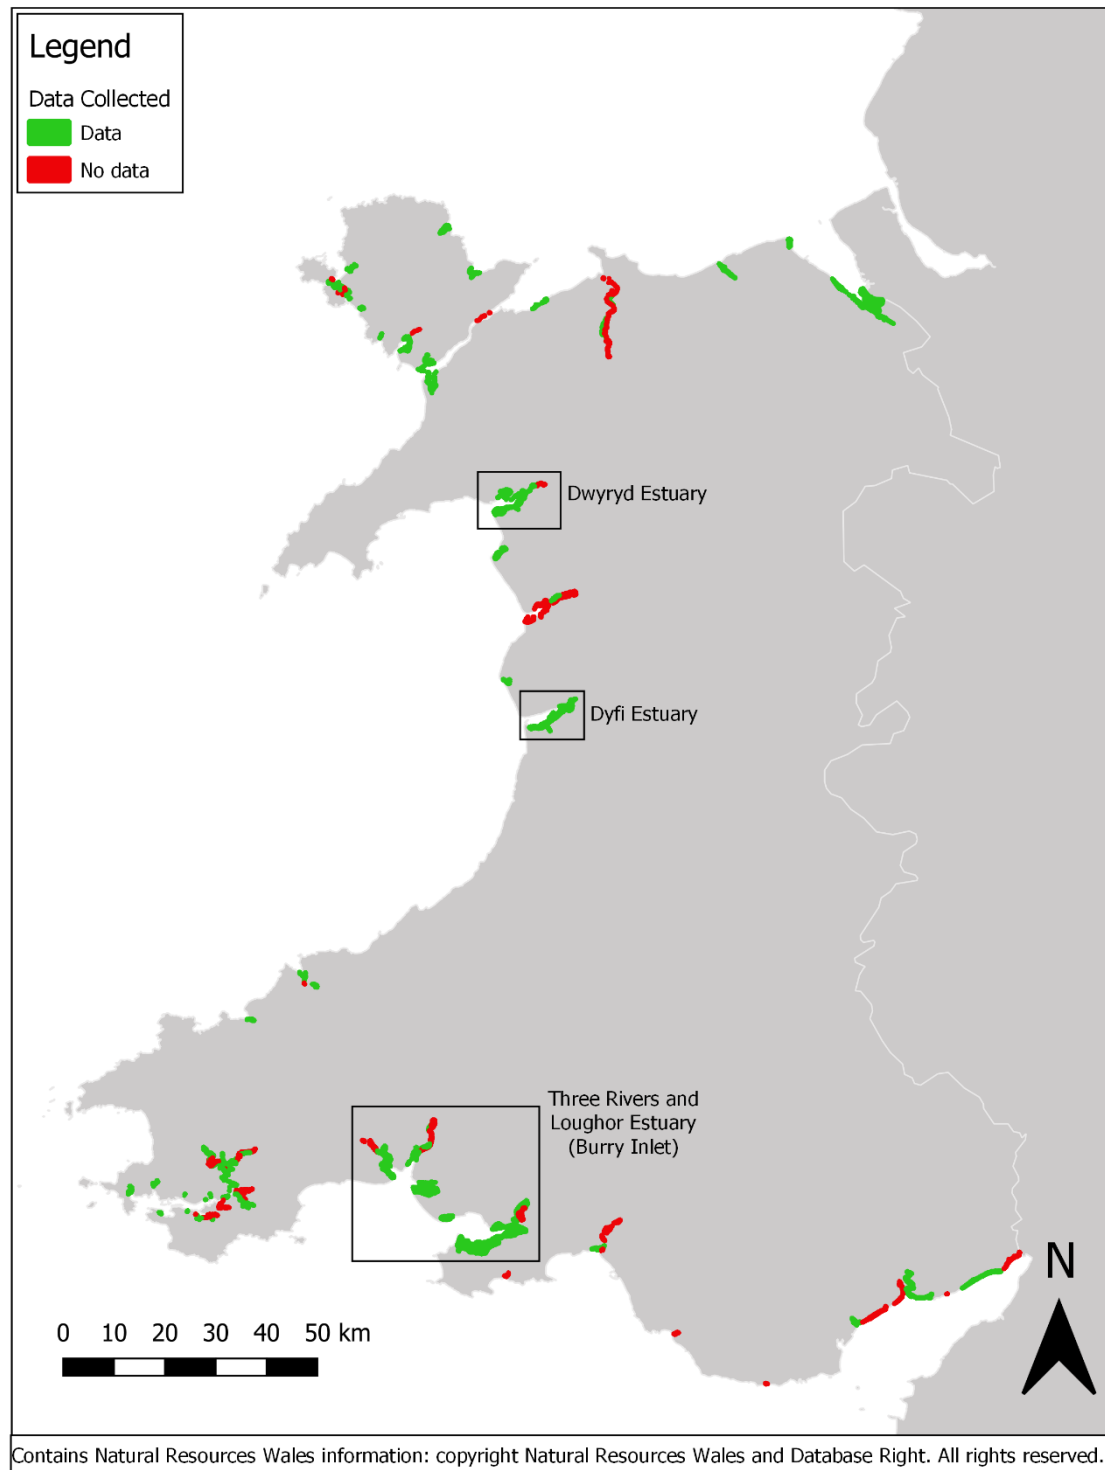 Legend
Data Collected
Data
No data
Dwyryd Estuary
Dyfi Estuary
Three Rivers and
Loughor Estuary
(Burry Inlet)
N
0 10 20 30 40 50 km
Contains Natural Resources Wales information: copyright Natural Resources Wales and Database Right. All rights reserved.